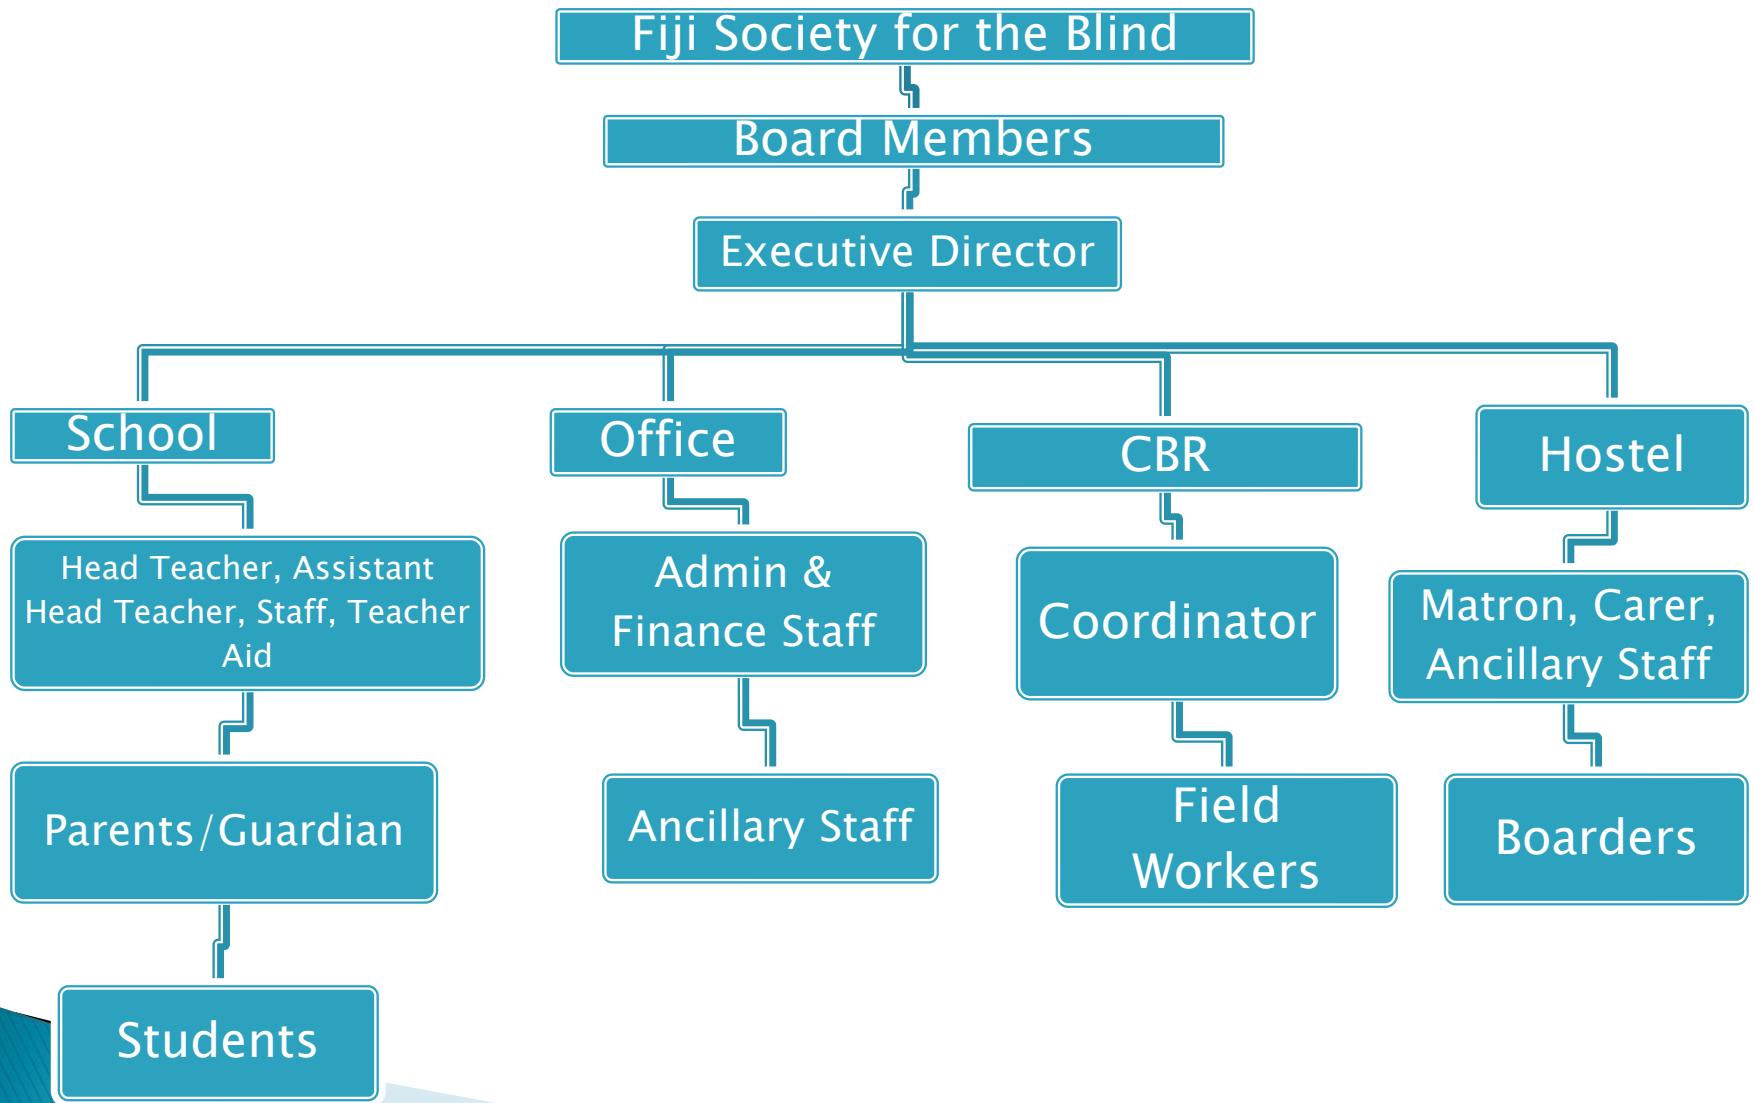 Fiji Society for the Blind
Board Members
Executive Director
School
Office
CBR
Hostel
Head Teacher, Assistant
Head Teacher, Staff, Teacher
Aid
Admin &
Finance Staff
Coordinator
Matron, Carer,
Ancillary Staff
Parents/Guardian
Ancillary Staff
Field
Workers
Boarders
Students